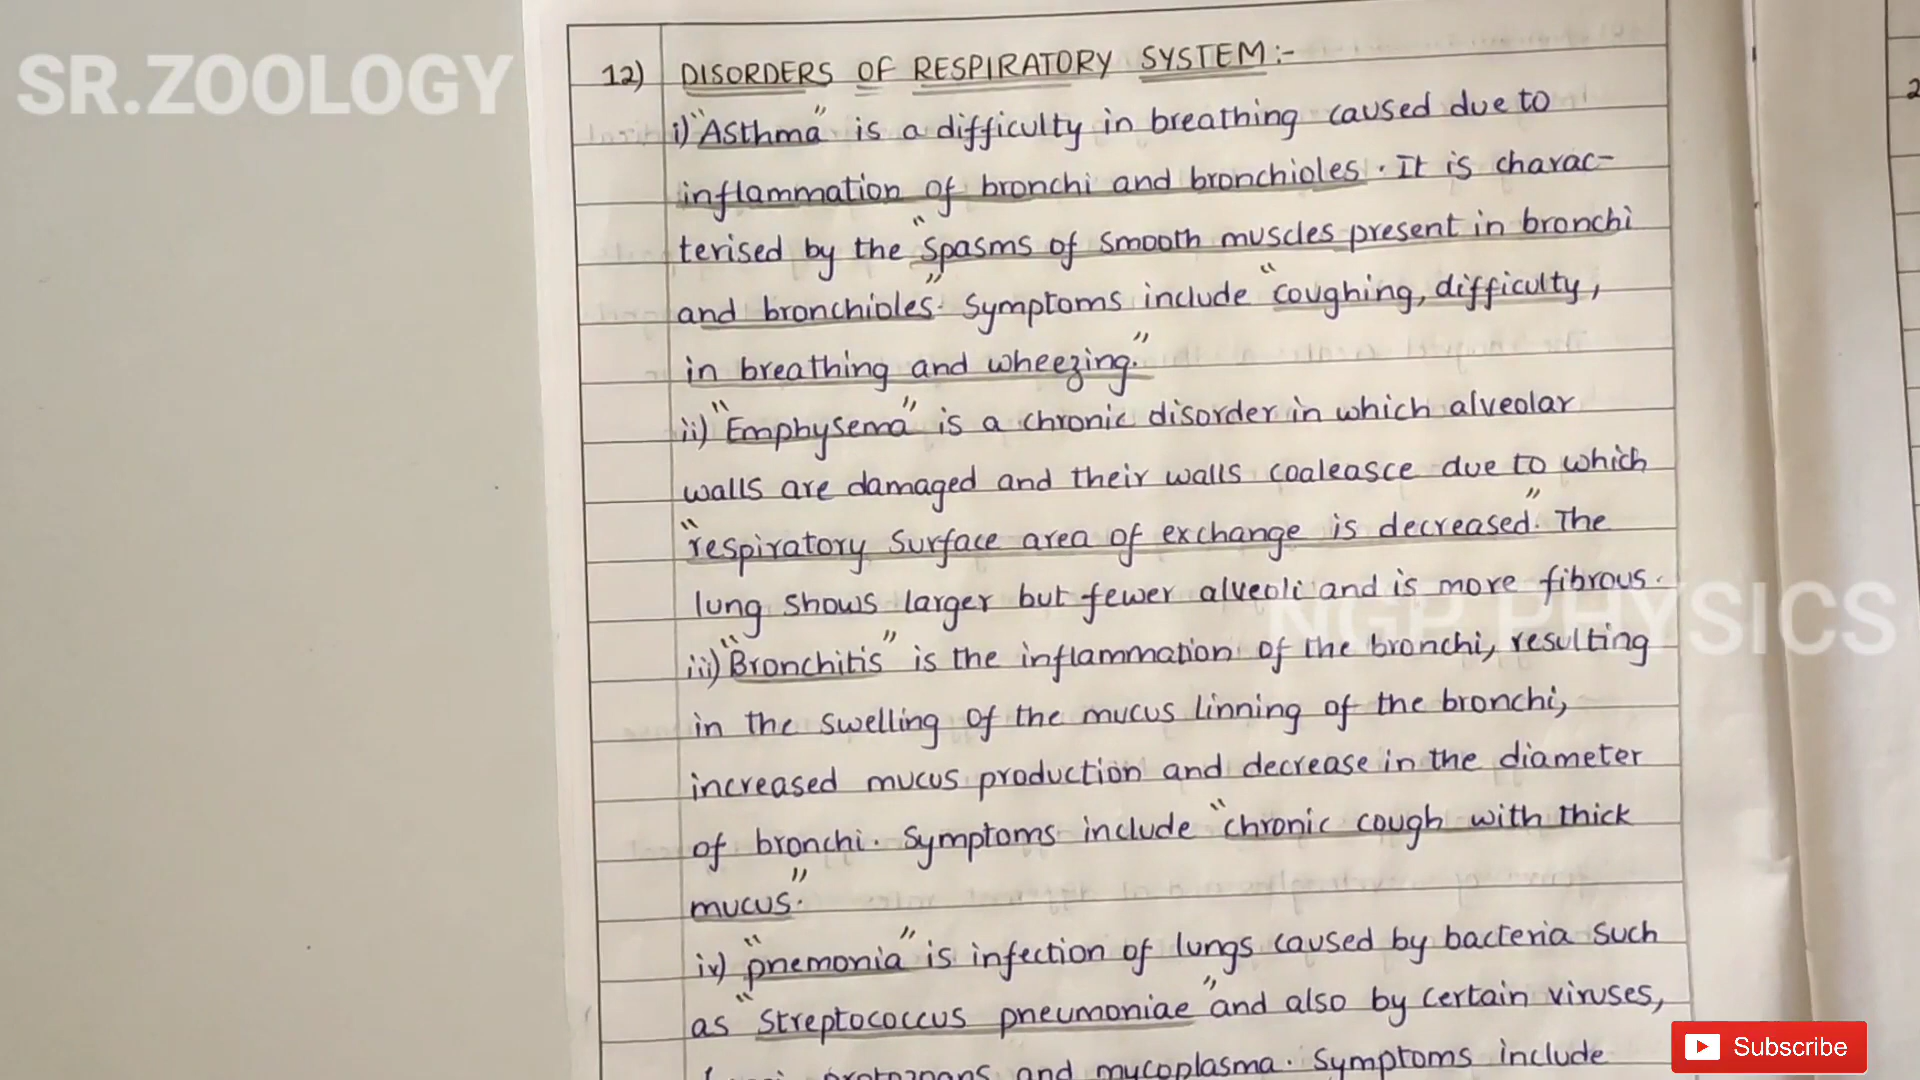 SR.ZOOLOGY
12) DISORDERS OF RESPIRATORY SYSTEM:-
i) "Asthma" is a difficulty in breathing caused due to
inflammation of bronchi and bronchioles. It is charac-
terised by the "spasms of smooth muscles present in bronchi
and bronchioles". Symptoms include "coughing, difficulty,
in breathing and wheezing."
ii) "Emphysema" is a chronic disorder in which alveolar
walls are damaged and their walls coaleasce due to which
"respiratory surface area of exchange is decreased". The
lung shows larger but fewer alveoli and is more fibrous.
NGP PHYSICS
iii) "Bronchitis" is the inflammation of the bronchi, resulting
in the swelling of the mucus linning of the bronchi,
increased mucus production and decrease in the diameter
of bronchi. Symptoms include "chronic cough with thick
mucus."
iv) "pnemonia" is infection of lungs caused by bacteria such
as "Streptococcus pneumoniae" and also by certain viruses,
protozoans and mycoplasma. Symptoms include
Subscribe
2